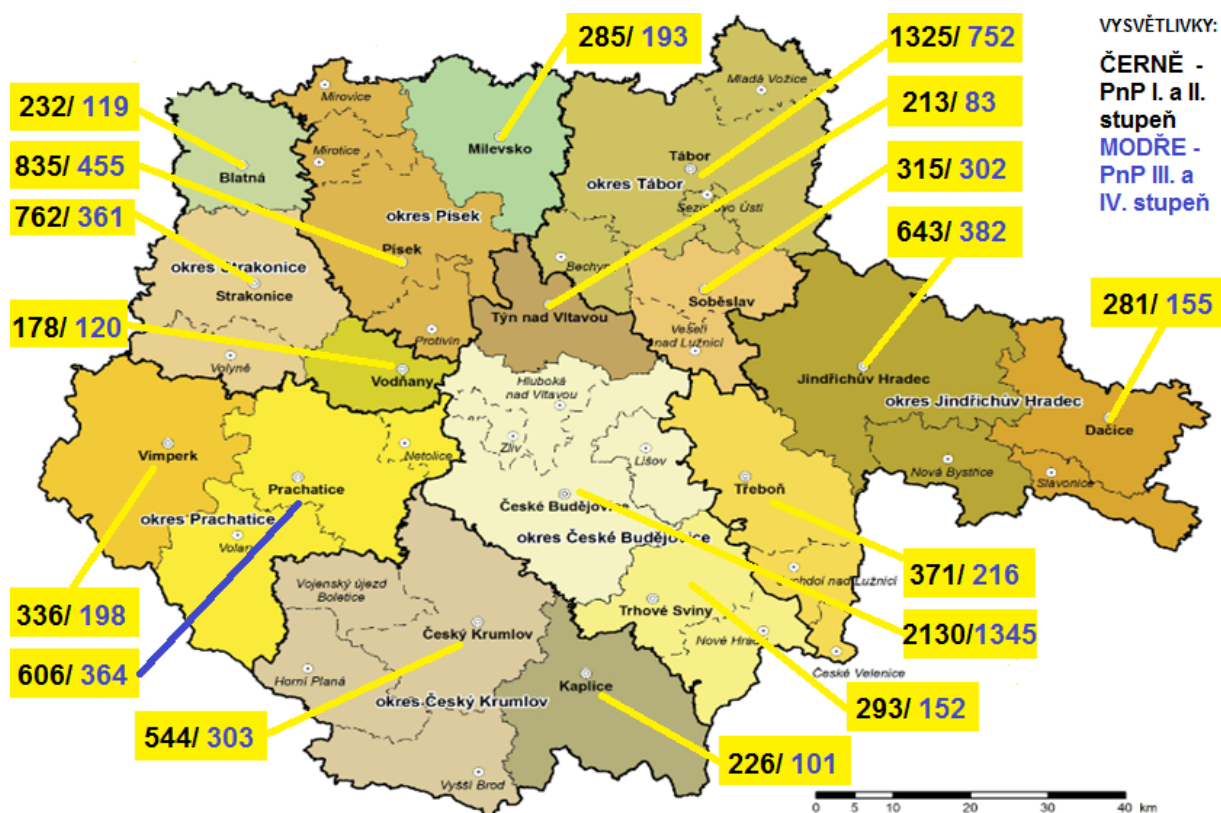 285/ 193
1325/ 752
VYSVĚTLIVKY:
ČERNĚ -
PnP I. a II.
stupeň
MODŘE -
PnP III. a
IV. stupeň
232/ 119
213/ 83
835/ 455
315/ 302
762/ 361
643/ 382
281/ 155
178/ 120
336/ 198
371/ 216
606/ 364
2130/1345
544/ 303
293/ 152
226/ 101
Mirovice
Mladá Vožice
Milevsko
Mirotice
Blatná
Tábor
okres Tábor
Sezimovo Ústí
okres Písek
Písek
Bechyn
okres Strakonice
Strakonice
Soběslav
Týn nad Vltavou
Veselí
nad Lužnicí
Protivín
Volyně
Vodňany
Hluboká
nad Vltavou
Jindřichův Hradec
okres Jindřichův Hradec
Dačice
Vimperk
Netolice
Zliv
Lišov
Nová Bystřice
Slavonice
Prachatice
Třeboň
České Budějovice
okres Prachatice
Volary
okres České Budějovice
Vojenský újezd
Boletice
chdol nad Lužnicí
Trhové Sviny
Český Krumlov
Nové Hrady
Horní Planá
České Velenice
Kaplice
okres Český Krumlov
Vyšší Brod
0 5 10 20 30 40 km